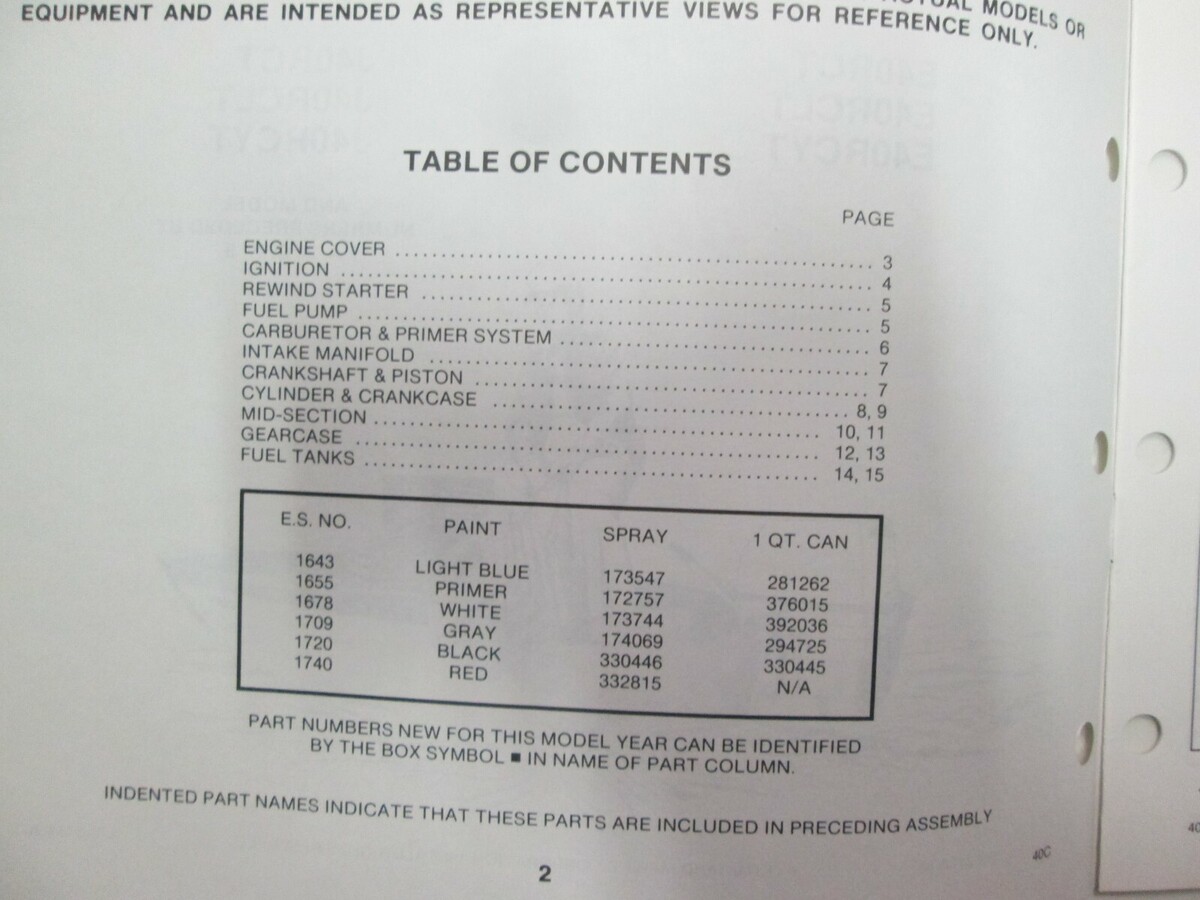 ACTUAL MODELS OR
EQUIPMENT AND ARE INTENDED AS REPRESENTATIVE VIEWS FOR REFERENCE ONLY.
TABLE OF CONTENTS
PAGE
ENGINE COVER ........ 3
IGNITION ........ 4
REWIND STARTER ........ 5
FUEL PUMP ........ 5
CARBURETOR & PRIMER SYSTEM ........ 6
INTAKE MANIFOLD ........ 7
CRANKSHAFT & PISTON ........ 7
CYLINDER & CRANKCASE ........ 8, 9
MID-SECTION ........ 10, 11
GEARCASE ........ 12, 13
FUEL TANKS ........ 14, 15
E.S. NO. PAINT SPRAY 1 QT. CAN
1643 LIGHT BLUE 173547 281262
1655 PRIMER 172757 376015
1678 WHITE 173744 392036
1709 GRAY 174069 294725
1720 BLACK 330446 330445
1740 RED 332815 N/A
PART NUMBERS NEW FOR THIS MODEL YEAR CAN BE IDENTIFIED
BY THE BOX SYMBOL ■ IN NAME OF PART COLUMN.
INDENTED PART NAMES INDICATE THAT THESE PARTS ARE INCLUDED IN PRECEDING ASSEMBLY
40C
2